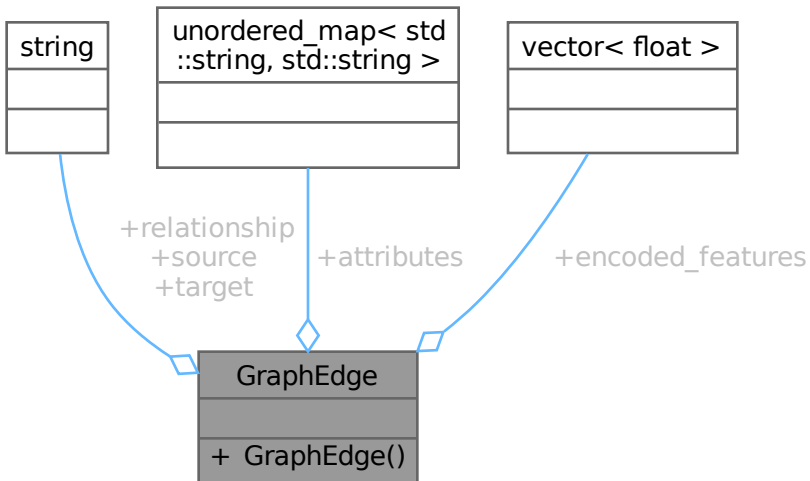 string
unordered_map< std
::string, std::string >
vector< float >
+relationship
+source
+target
+attributes
+encoded_features
GraphEdge
+ GraphEdge()